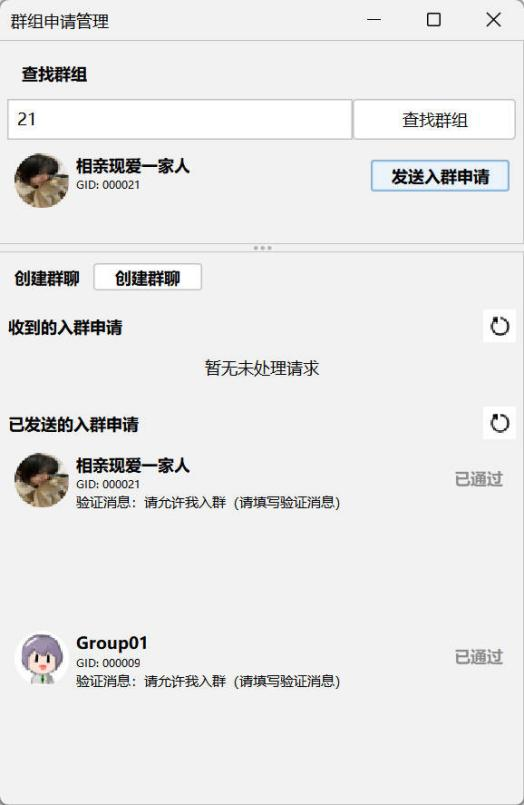 群组申请管理
查找群组
21
查找群组
相亲现爱一家人
GID: 000021
发送入群申请
创建群聊
创建群聊
收到的入群申请
暂无未处理请求
已发送的入群申请
相亲现爱一家人
GID: 000021
验证消息：请允许我入群（请填写验证消息）
已通过
Group01
GID: 000009
验证消息：请允许我入群（请填写验证消息）
已通过